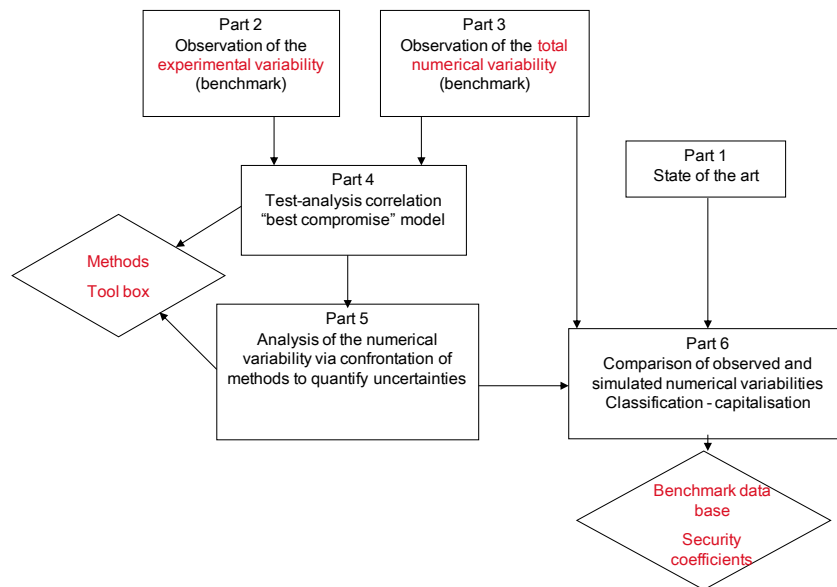 Part 2
Observation of the
experimental variability
(benchmark)
Part 3
Observation of the total
numerical variability
(benchmark)
Part 1
State of the art
Part 4
Test-analysis correlation
“best compromise” model
Methods
Tool box
Part 5
Analysis of the numerical
variability via confrontation of
methods to quantify uncertainties
Part 6
Comparison of observed and
simulated numerical variabilities
Classification - capitalisation
Benchmark data
base
Security
coefficients